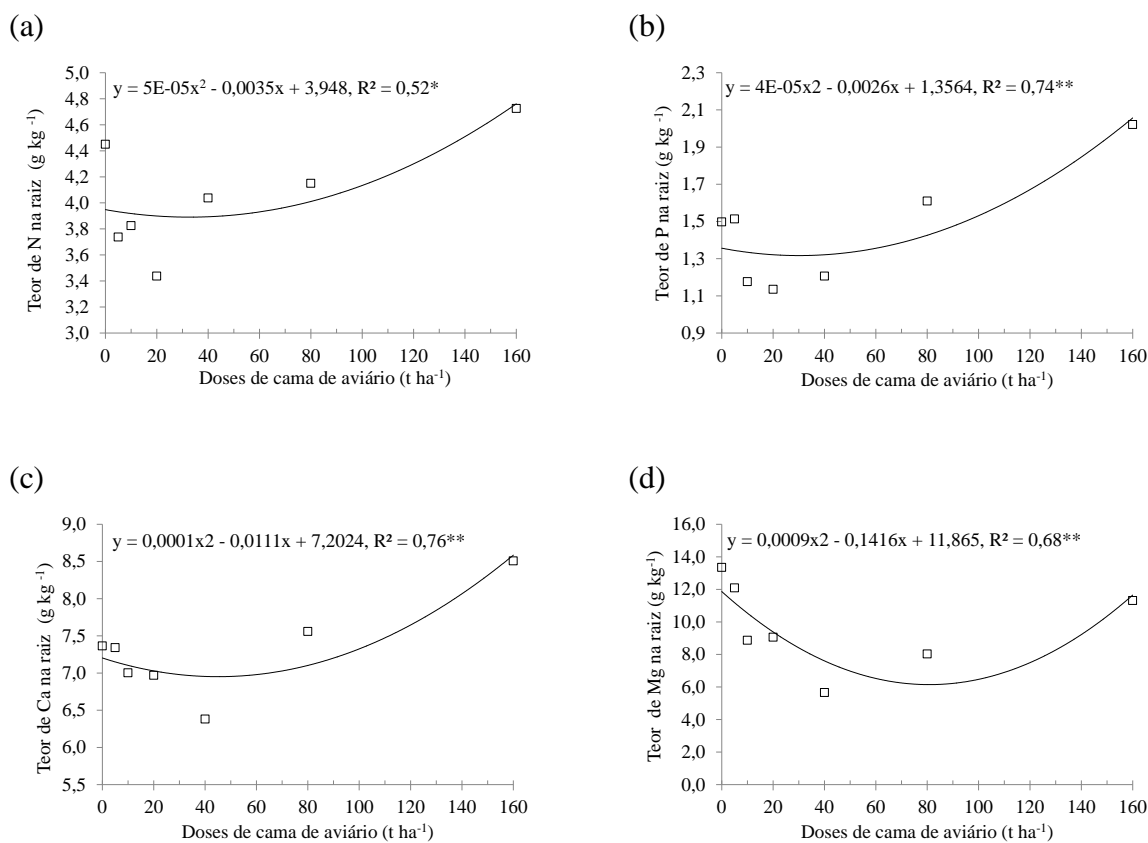 (a)
y = 5E-05x² - 0,0035x + 3,948, R² = 0,52*
Teor de N na raiz (g kg⁻¹)
5,0
4,8
4,6
4,4
4,2
4,0
3,8
3,6
3,4
3,2
3,0
0 20 40 60 80 100 120 140 160
Doses de cama de aviário (t ha⁻¹)
(b)
y = 4E-05x2 - 0,0026x + 1,3564, R² = 0,74**
Teor de P na raiz (g kg⁻¹)
2,3
2,1
1,9
1,7
1,5
1,3
1,1
0,9
0 20 40 60 80 100 120 140 160
Doses de cama de aviário (t ha⁻¹)
(c)
y = 0,0001x2 - 0,0111x + 7,2024, R² = 0,76**
Teor de Ca na raiz (g kg⁻¹)
9,0
8,5
8,0
7,5
7,0
6,5
6,0
5,5
0 20 40 60 80 100 120 140 160
Doses de cama de aviário (t ha⁻¹)
(d)
y = 0,0009x2 - 0,1416x + 11,865, R² = 0,68**
Teor de Mg na raiz (g kg⁻¹)
16,0
14,0
12,0
10,0
8,0
6,0
4,0
2,0
0,0
0 20 40 60 80 100 120 140 160
Doses de cama de aviário (t ha⁻¹)